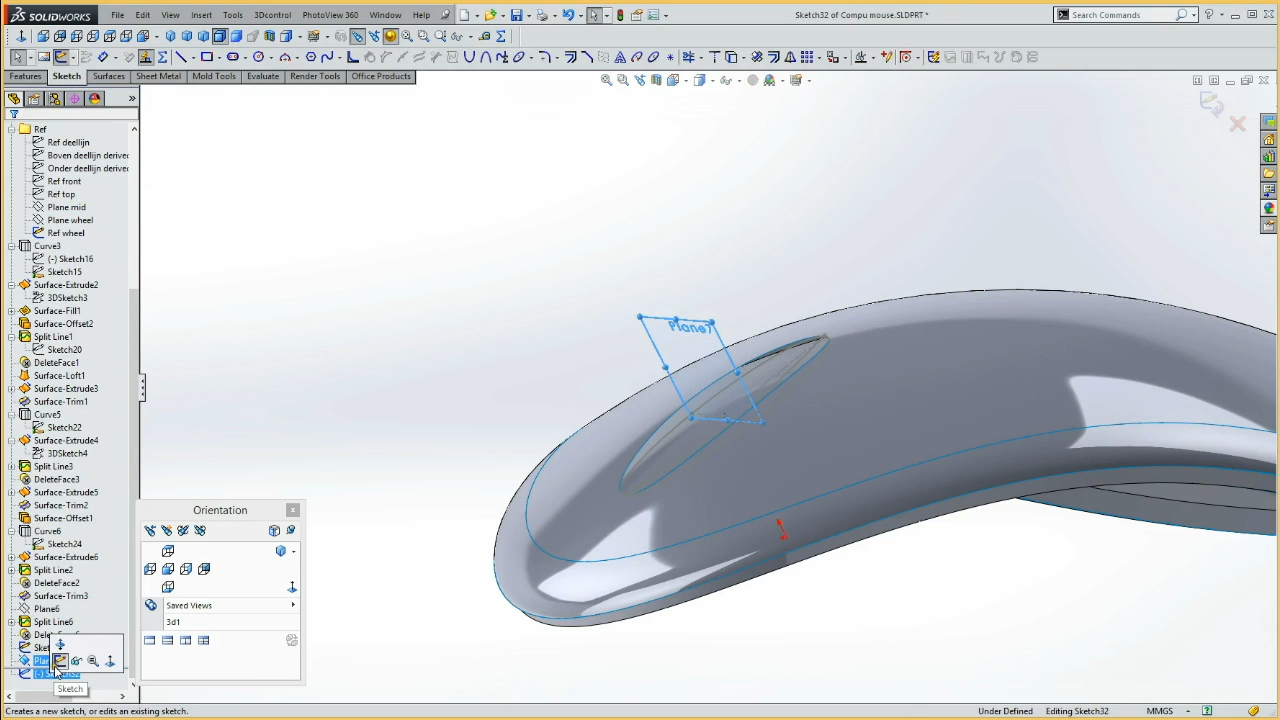 SOLIDWORKS File Edit View Insert Tools 3Dcontrol PhotoView 360 Window Help Sketch32 of Compu mouse.SLDPRT * Search Commands
Features Sketch Surfaces Sheet Metal Mold Tools Evaluate Render Tools Office Products
Ref
Ref deellijn
Boven deellijn derived
Onder deellijn derived
Ref front
Ref top
Plane mid
Plane wheel
Ref wheel
Curve3
(-) Sketch16
Sketch15
Surface-Extrude2
3DSketch3
Surface-Fill1
Surface-Offset2
Split Line1
Sketch20
DeleteFace1
Surface-Loft1
Surface-Extrude3
Surface-Trim1
Curve5
Sketch22
Surface-Extrude4
3DSketch4
Split Line3
DeleteFace3
Surface-Extrude5
Surface-Trim2
Surface-Offset1
Curve6
Sketch24
Surface-Extrude6
Split Line2
DeleteFace2
Surface-Trim3
Plane6
Split Line6
Plane7
Orientation
Saved Views
3d1
Sketch
Creates a new sketch, or edits an existing sketch. Under Defined Editing Sketch32 MMGS